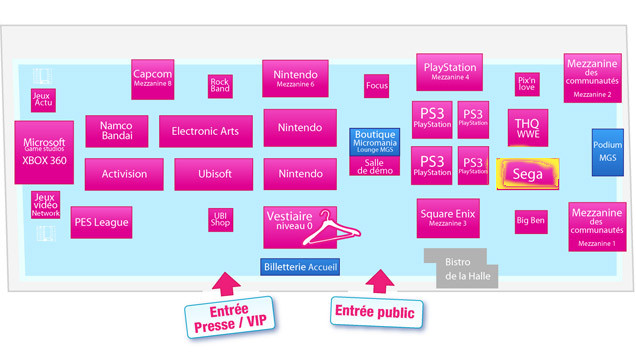 Capcom
Mezzanine 8
Rock
Band
Nintendo
Mezzanine 6
Focus
PlayStation
Mezzanine 4
Pix'n
love
Mezzanine
des
communautés
Mezzanine 2
Jeux
Actu
Microsoft
Game studios
XBOX 360
Namco
Bandai
Electronic Arts
Nintendo
Boutique
Micromania
Lounge MGS
Salle
de démo
PS3
PlayStation
PS3
PlayStation
THQ
WWE
Podium
MGS
Activision
Ubisoft
Nintendo
PS3
PlayStation
PS3
PlayStation
Sega
Jeux
vidéo
Network
PES League
UBI
Shop
Vestiaire
niveau 0
Square Enix
Mezzanine 3
Big Ben
Mezzanine
des
communautés
Mezzanine 1
Billetterie Accueil
Bistro
de la Halle
Entrée
Presse / VIP
Entrée public